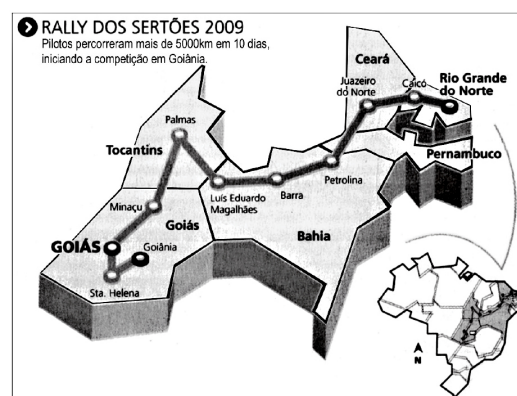 RALLY DOS SERTÕES 2009
Pilotos percorreram mais de 5000km em 10 dias,
iniciando a competição em Goiânia.
Ceará
Juazeiro
do Norte
Caicó
Rio Grande
do Norte
Palmas
Tocantins
Pernambuco
Petrolina
Luís Eduardo
Magalhães
Barra
Minaçu
Goiás
Bahia
GOIÁS
Goiânia
Sta. Helena
N